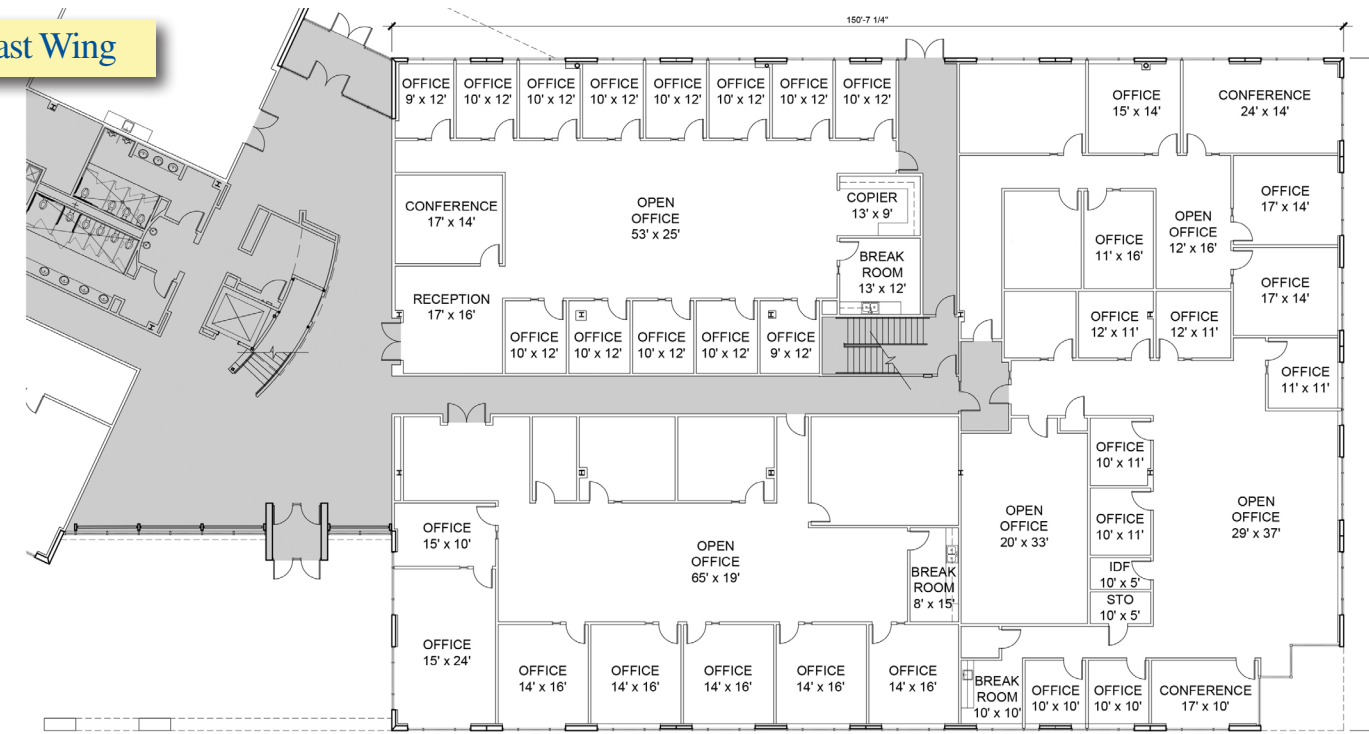 ast Wing
150'-7 1/4"
OFFICE
9' x 12'
OFFICE
10' x 12'
OFFICE
10' x 12'
OFFICE
10' x 12'
OFFICE
10' x 12'
OFFICE
10' x 12'
OFFICE
10' x 12'
OFFICE
10' x 12'
OFFICE
15' x 14'
CONFERENCE
24' x 14'
CONFERENCE
17' x 14'
OPEN
OFFICE
53' x 25'
COPIER
13' x 9'
BREAK
ROOM
13' x 12'
RECEPTION
17' x 16'
OFFICE
10' x 12'
OFFICE
10' x 12'
OFFICE
10' x 12'
OFFICE
10' x 12'
OFFICE
9' x 12'
OFFICE
11' x 16'
OPEN
OFFICE
12' x 16'
OFFICE
17' x 14'
OFFICE
17' x 14'
OFFICE
12' x 11'
OFFICE
12' x 11'
OFFICE
11' x 11'
OFFICE
15' x 10'
OFFICE
15' x 24'
OPEN
OFFICE
65' x 19'
BREAK
ROOM
8' x 15'
OFFICE
14' x 16'
OFFICE
14' x 16'
OFFICE
14' x 16'
OFFICE
14' x 16'
OFFICE
14' x 16'
OPEN
OFFICE
20' x 33'
OFFICE
10' x 11'
OFFICE
10' x 11'
IDF
10' x 5'
STO
10' x 5'
OPEN
OFFICE
29' x 37'
BREAK
ROOM
10' x 10'
OFFICE
10' x 10'
OFFICE
10' x 10'
CONFERENCE
17' x 10'